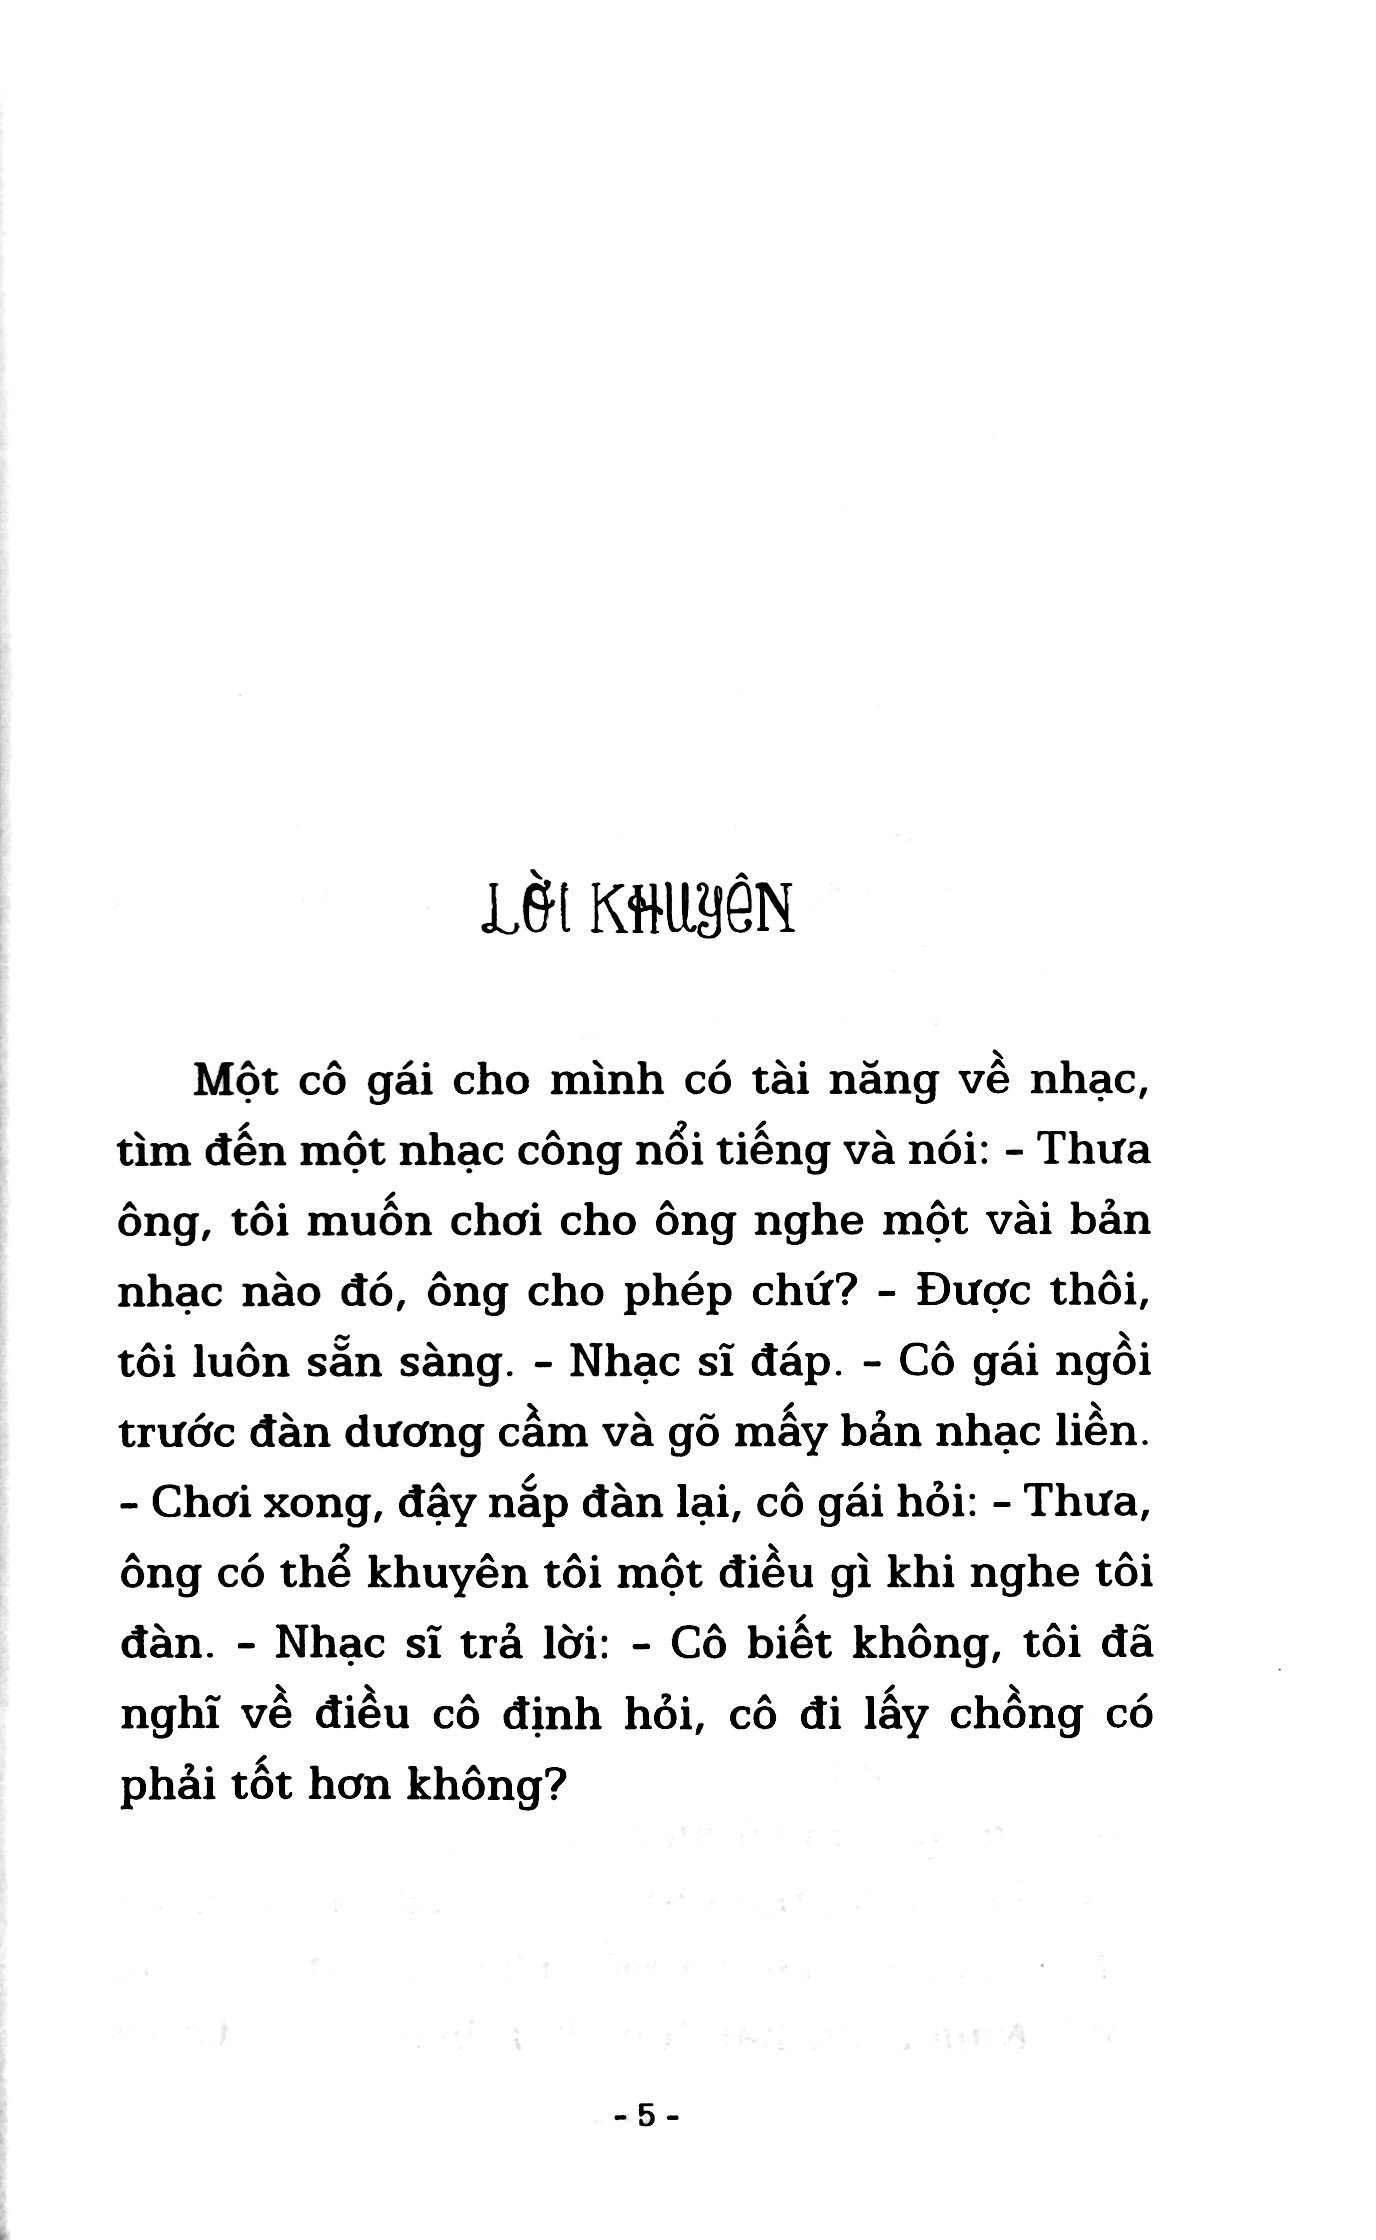 LỜI KHUYÊN
Một cô gái cho mình có tài năng về nhạc,
tìm đến một nhạc công nổi tiếng và nói: – Thưa
ông, tôi muốn chơi cho ông nghe một vài bản
nhạc nào đó, ông cho phép chứ? – Được thôi,
tôi luôn sẵn sàng. – Nhạc sĩ đáp. – Cô gái ngồi
trước đàn dương cầm và gõ mấy bản nhạc liền.
– Chơi xong, đậy nắp đàn lại, cô gái hỏi: – Thưa,
ông có thể khuyên tôi một điều gì khi nghe tôi
đàn. – Nhạc sĩ trả lời: – Cô biết không, tôi đã
nghĩ về điều cô định hỏi, cô đi lấy chồng có
phải tốt hơn không?
- 5 -